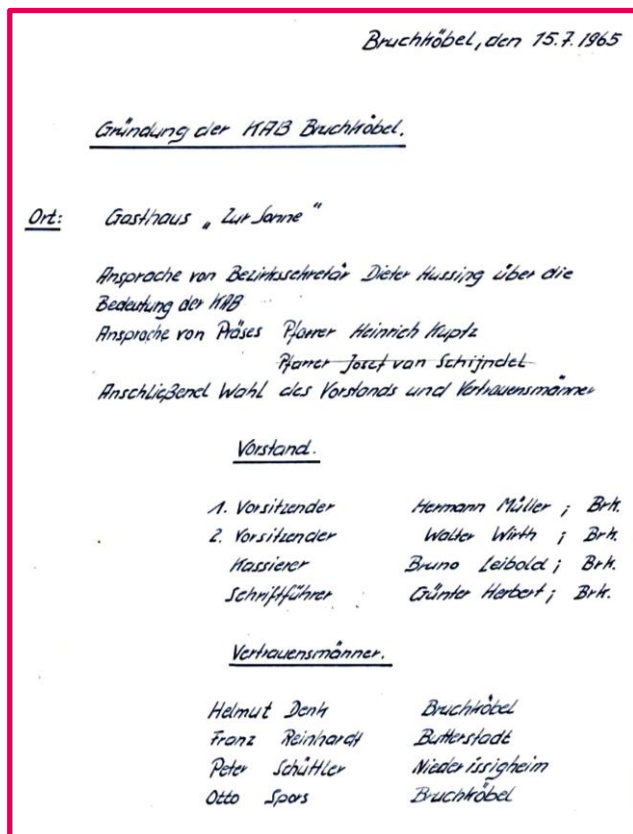 Bruchköbel, den 15.7.1965
Gründung der KAB Bruchköbel.
Ort: Gasthaus „Zur Sonne"
Ansprache von Bezirkssekretär Dieter Hussing über die
Bedeutung der KAB
Ansprache von Präses Pfarrer Heinrich Kuptz
Pfarrer Josef van Schijndel
Anschließend Wahl des Vorstands und Vertrauensmänner
Vorstand.
1. Vorsitzender Hermann Müller ; Brk.
2. Vorsitzender Walter Wirth ; Brk.
Kassierer Bruno Leibold ; Brk.
Schriftführer Günter Herbert ; Brk.
Vertrauensmänner.
Helmut Denk Bruchköbel
Franz Reinhardt Butterstadt
Peter Schüttler Niederissigheim
Otto Spors Bruchköbel